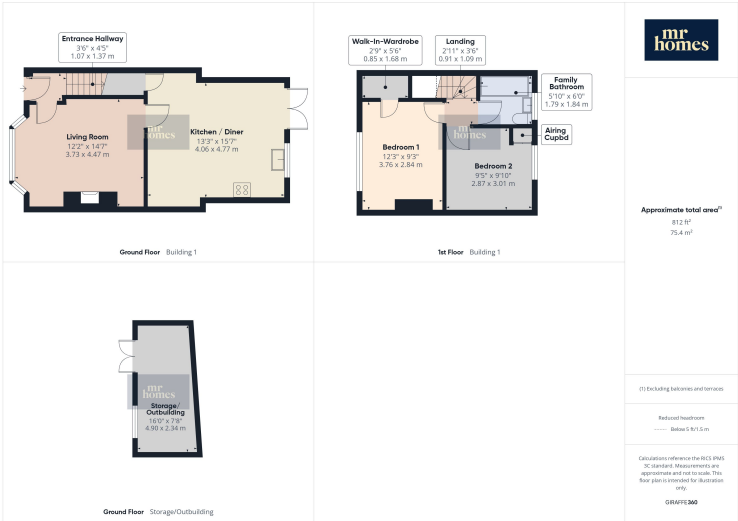 Entrance Hallway
3'6" x 4'5"
1.07 x 1.37 m
Living Room
12'2" x 14'7"
3.73 x 4.47 m
mr
homes
Kitchen / Diner
13'3" x 15'7"
4.06 x 4.77 m
Ground Floor Building 1
Walk-In-Wardrobe
2'9" x 5'6"
0.85 x 1.68 m
Landing
2'11" x 3'6"
0.91 x 1.09 m
Family
Bathroom
5'10" x 6'0"
1.79 x 1.84 m
Airing
Cupbd
mr
homes
Bedroom 1
12'3" x 9'3"
3.76 x 2.84 m
Bedroom 2
9'5" x 9'10"
2.87 x 3.01 m
1st Floor Building 1
mr
homes
Storage/
Outbuilding
16'0" x 7'8"
4.90 x 2.34 m
Ground Floor Storage/Outbuilding
mr
homes
Approximate total area(1)
812 ft²
75.4 m²
(1) Excluding balconies and terraces
Reduced headroom
Below 5 ft/1.5 m
Calculations reference the RICS IPMS
3C standard. Measurements are
approximate and not to scale. This
floor plan is intended for illustration
only.
GIRAFFE360